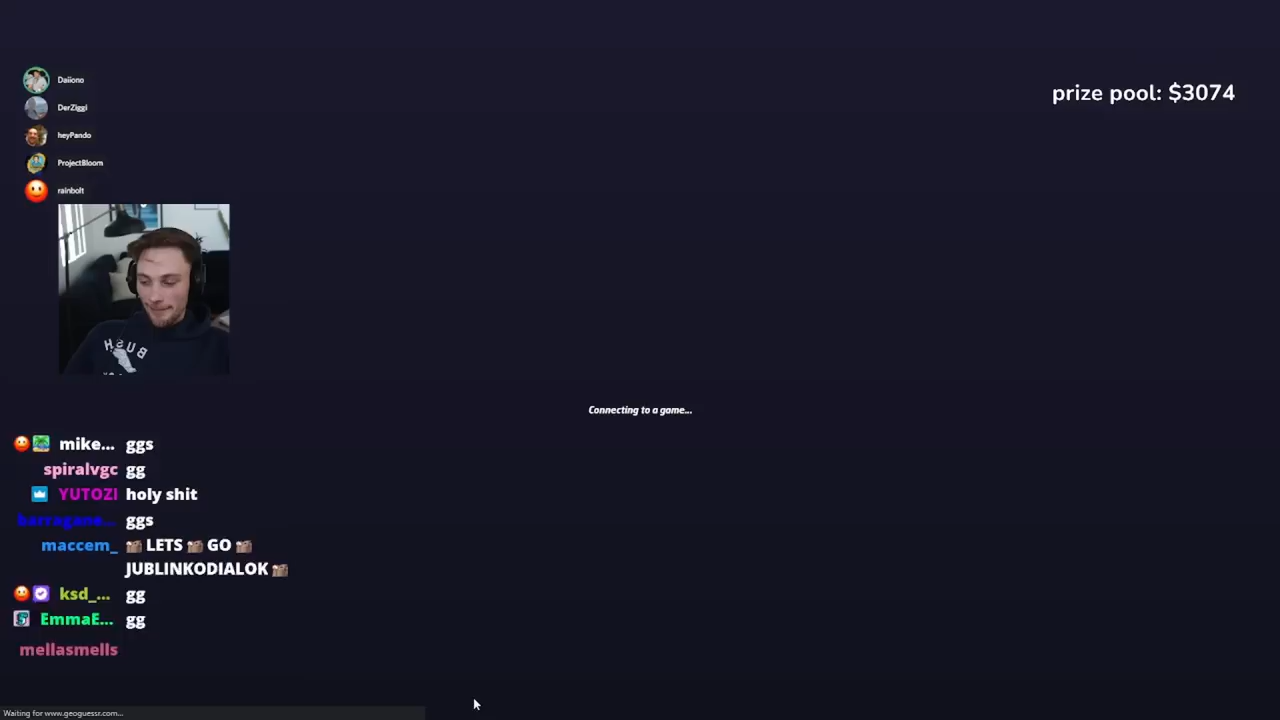 Daiiono
DerZiggi
prize pool: $3074
heyPando
ProjectBloom
rainbolt
Connecting to a game...
mike... ggs
spiralvgc gg
YUTOZI holy shit
barragane... ggs
maccem_ LETS GO
JUBLINKODIALOK
ksd_... gg
EmmaE... gg
mellasmells
Waiting for www.geoguessr.com...